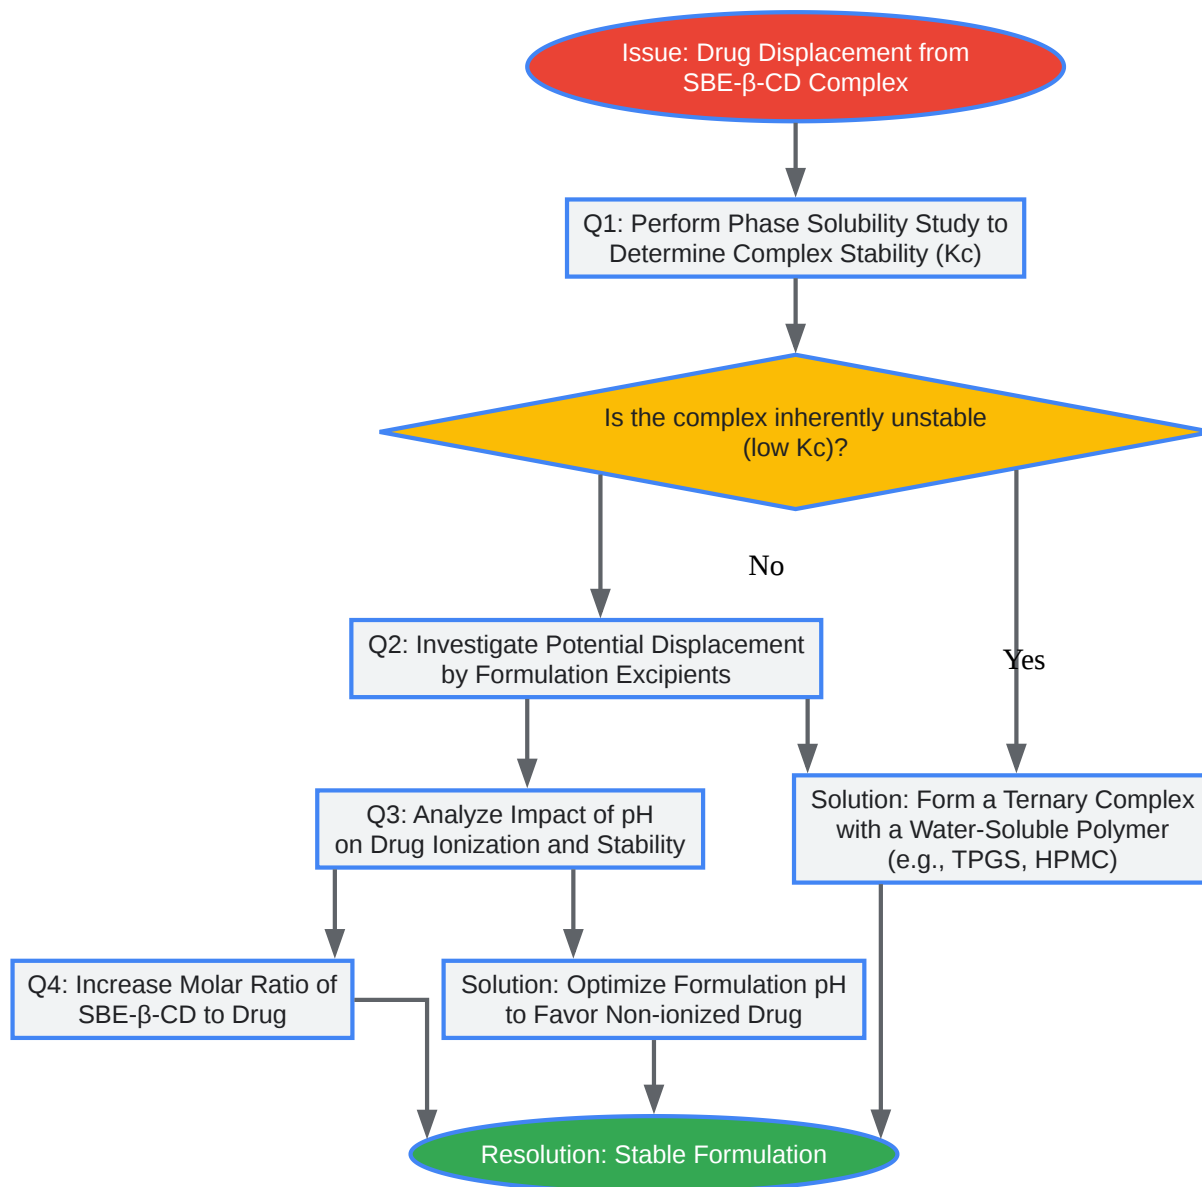 Issue: Drug Displacement from
SBE-β-CD Complex
Q1: Perform Phase Solubility Study to
Determine Complex Stability (Kc)
Is the complex inherently unstable
(low Kc)?
No
Yes
Q2: Investigate Potential Displacement
by Formulation Excipients
Solution: Form a Ternary Complex
with a Water-Soluble Polymer
(e.g., TPGS, HPMC)
Q3: Analyze Impact of pH
on Drug Ionization and Stability
Q4: Increase Molar Ratio of
SBE-β-CD to Drug
Solution: Optimize Formulation pH
to Favor Non-ionized Drug
Resolution: Stable Formulation